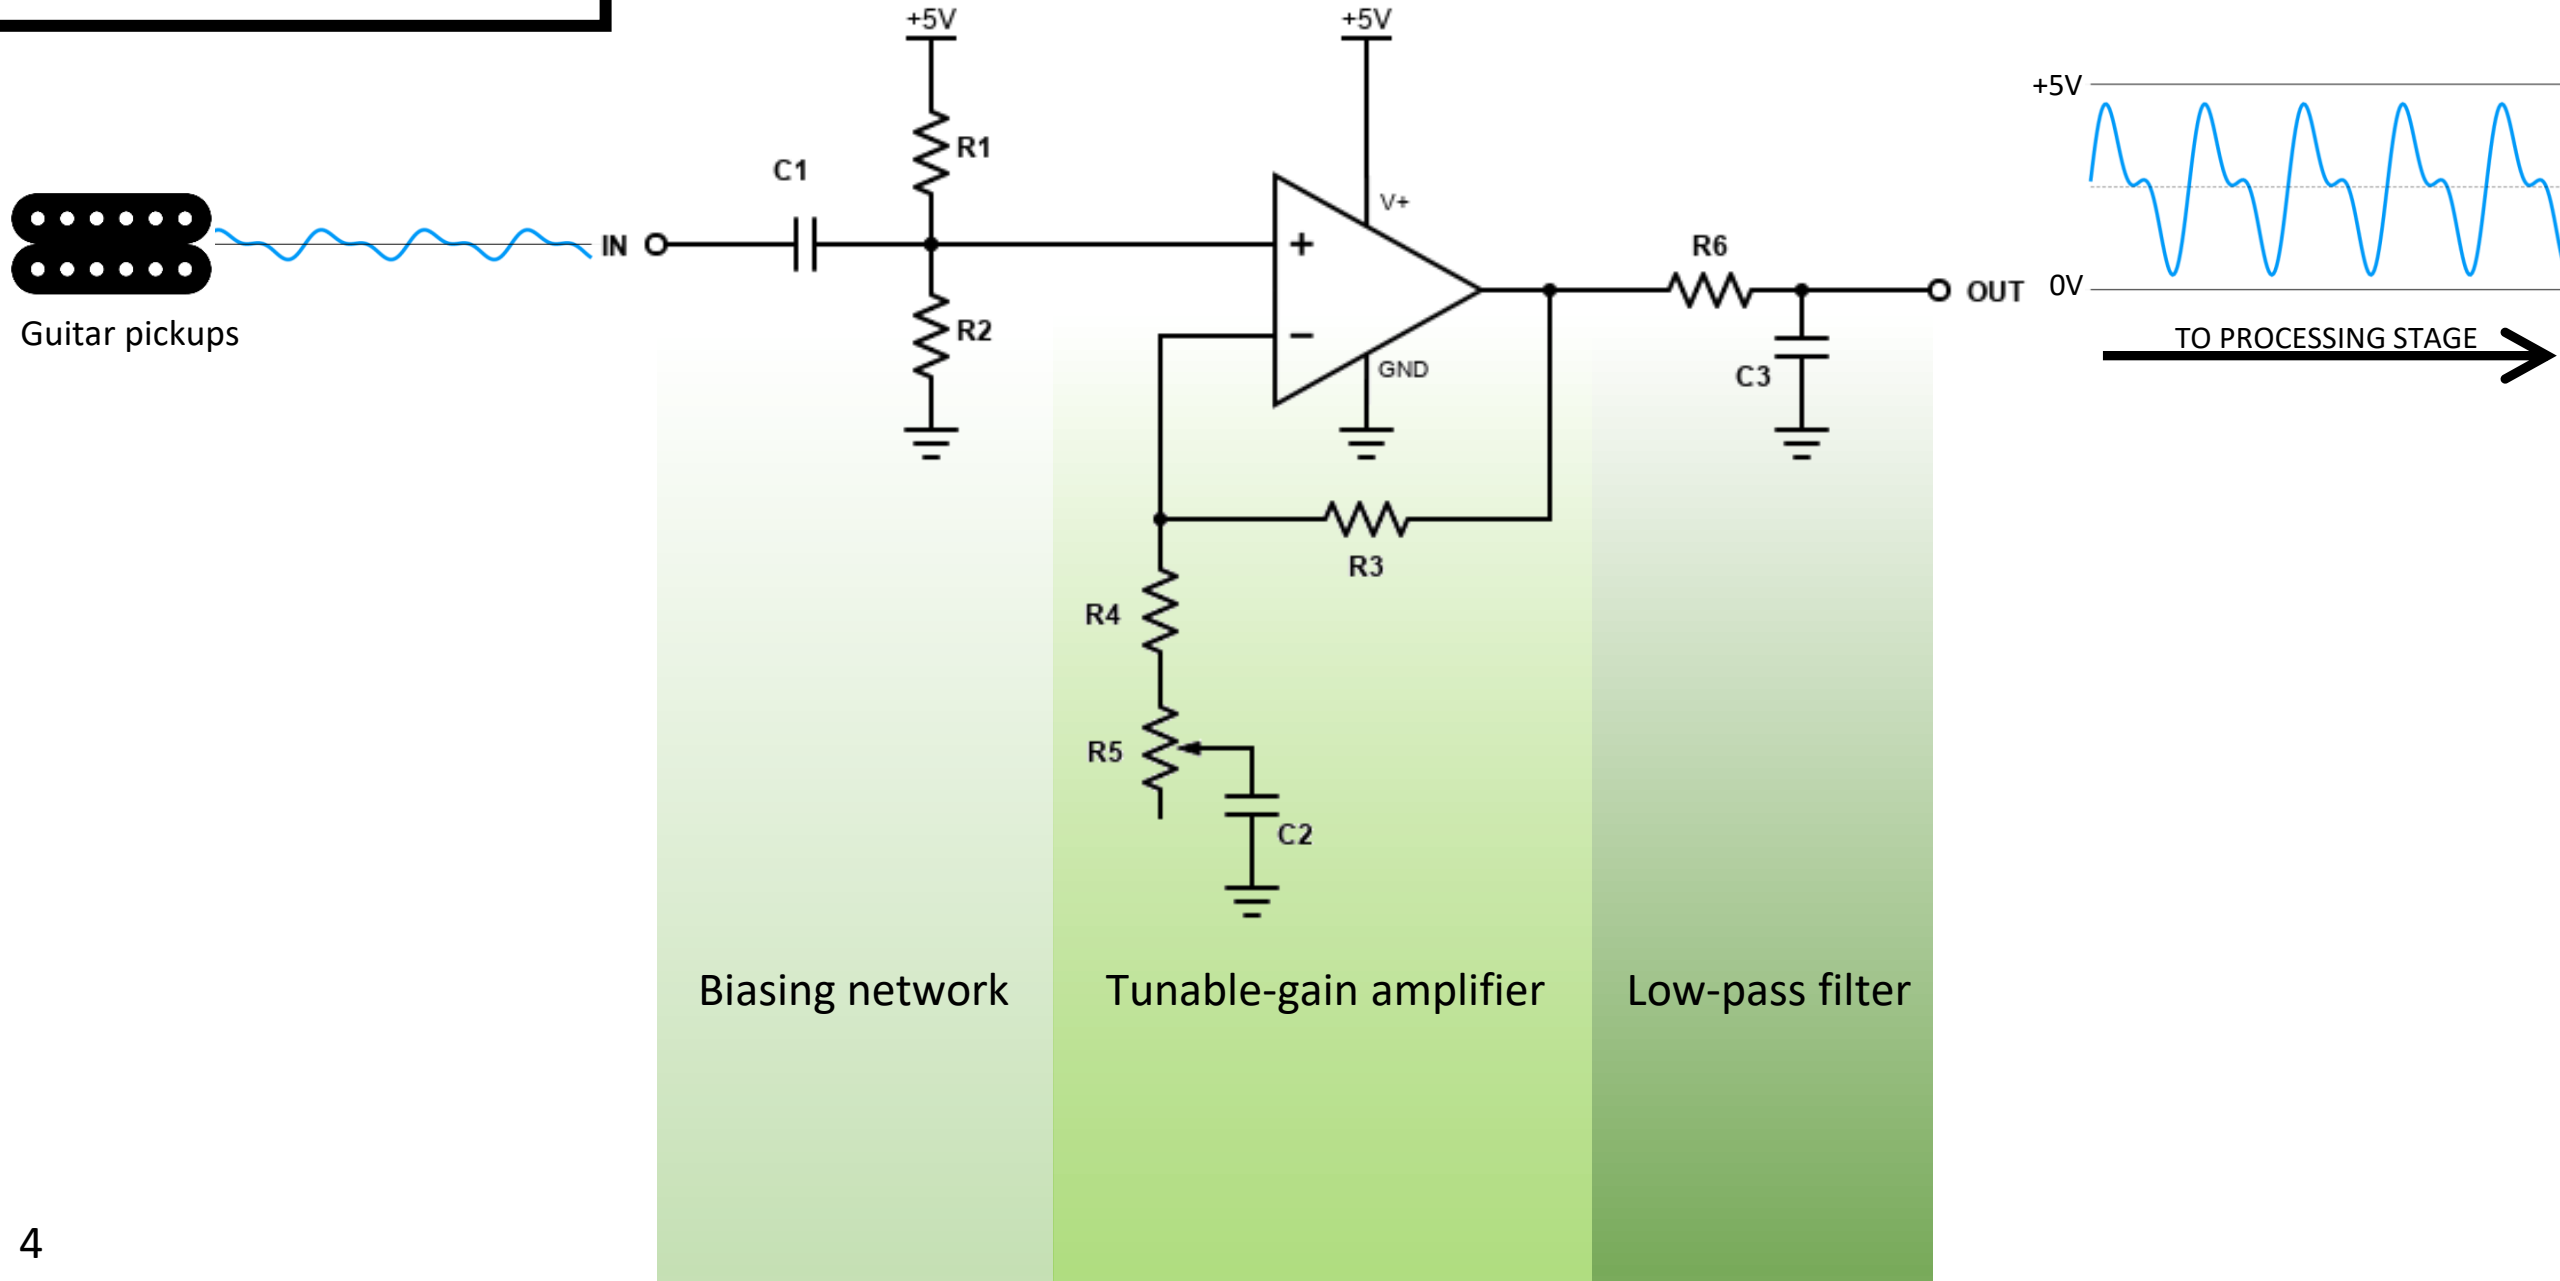 +5V
+5V
+5V
R1
C1
V+
IN
+
R6
OUT
0V
Guitar pickups
R2
−
GND
C3
TO PROCESSING STAGE
R3
R4
R5
C2
Biasing network
Tunable-gain amplifier
Low-pass filter
4